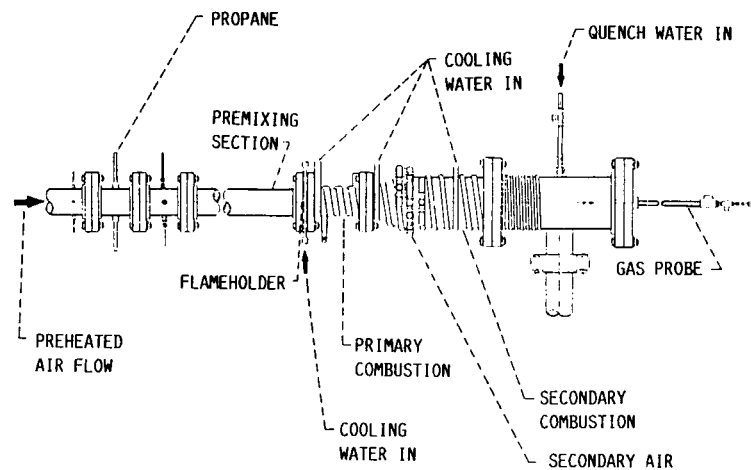 PROPANE
QUENCH WATER IN
COOLING
WATER IN
PREMIXING
SECTION
FLAMEHOLDER
GAS PROBE
PREHEATED
AIR FLOW
PRIMARY
COMBUSTION
SECONDARY
COMBUSTION
COOLING
WATER IN
SECONDARY AIR